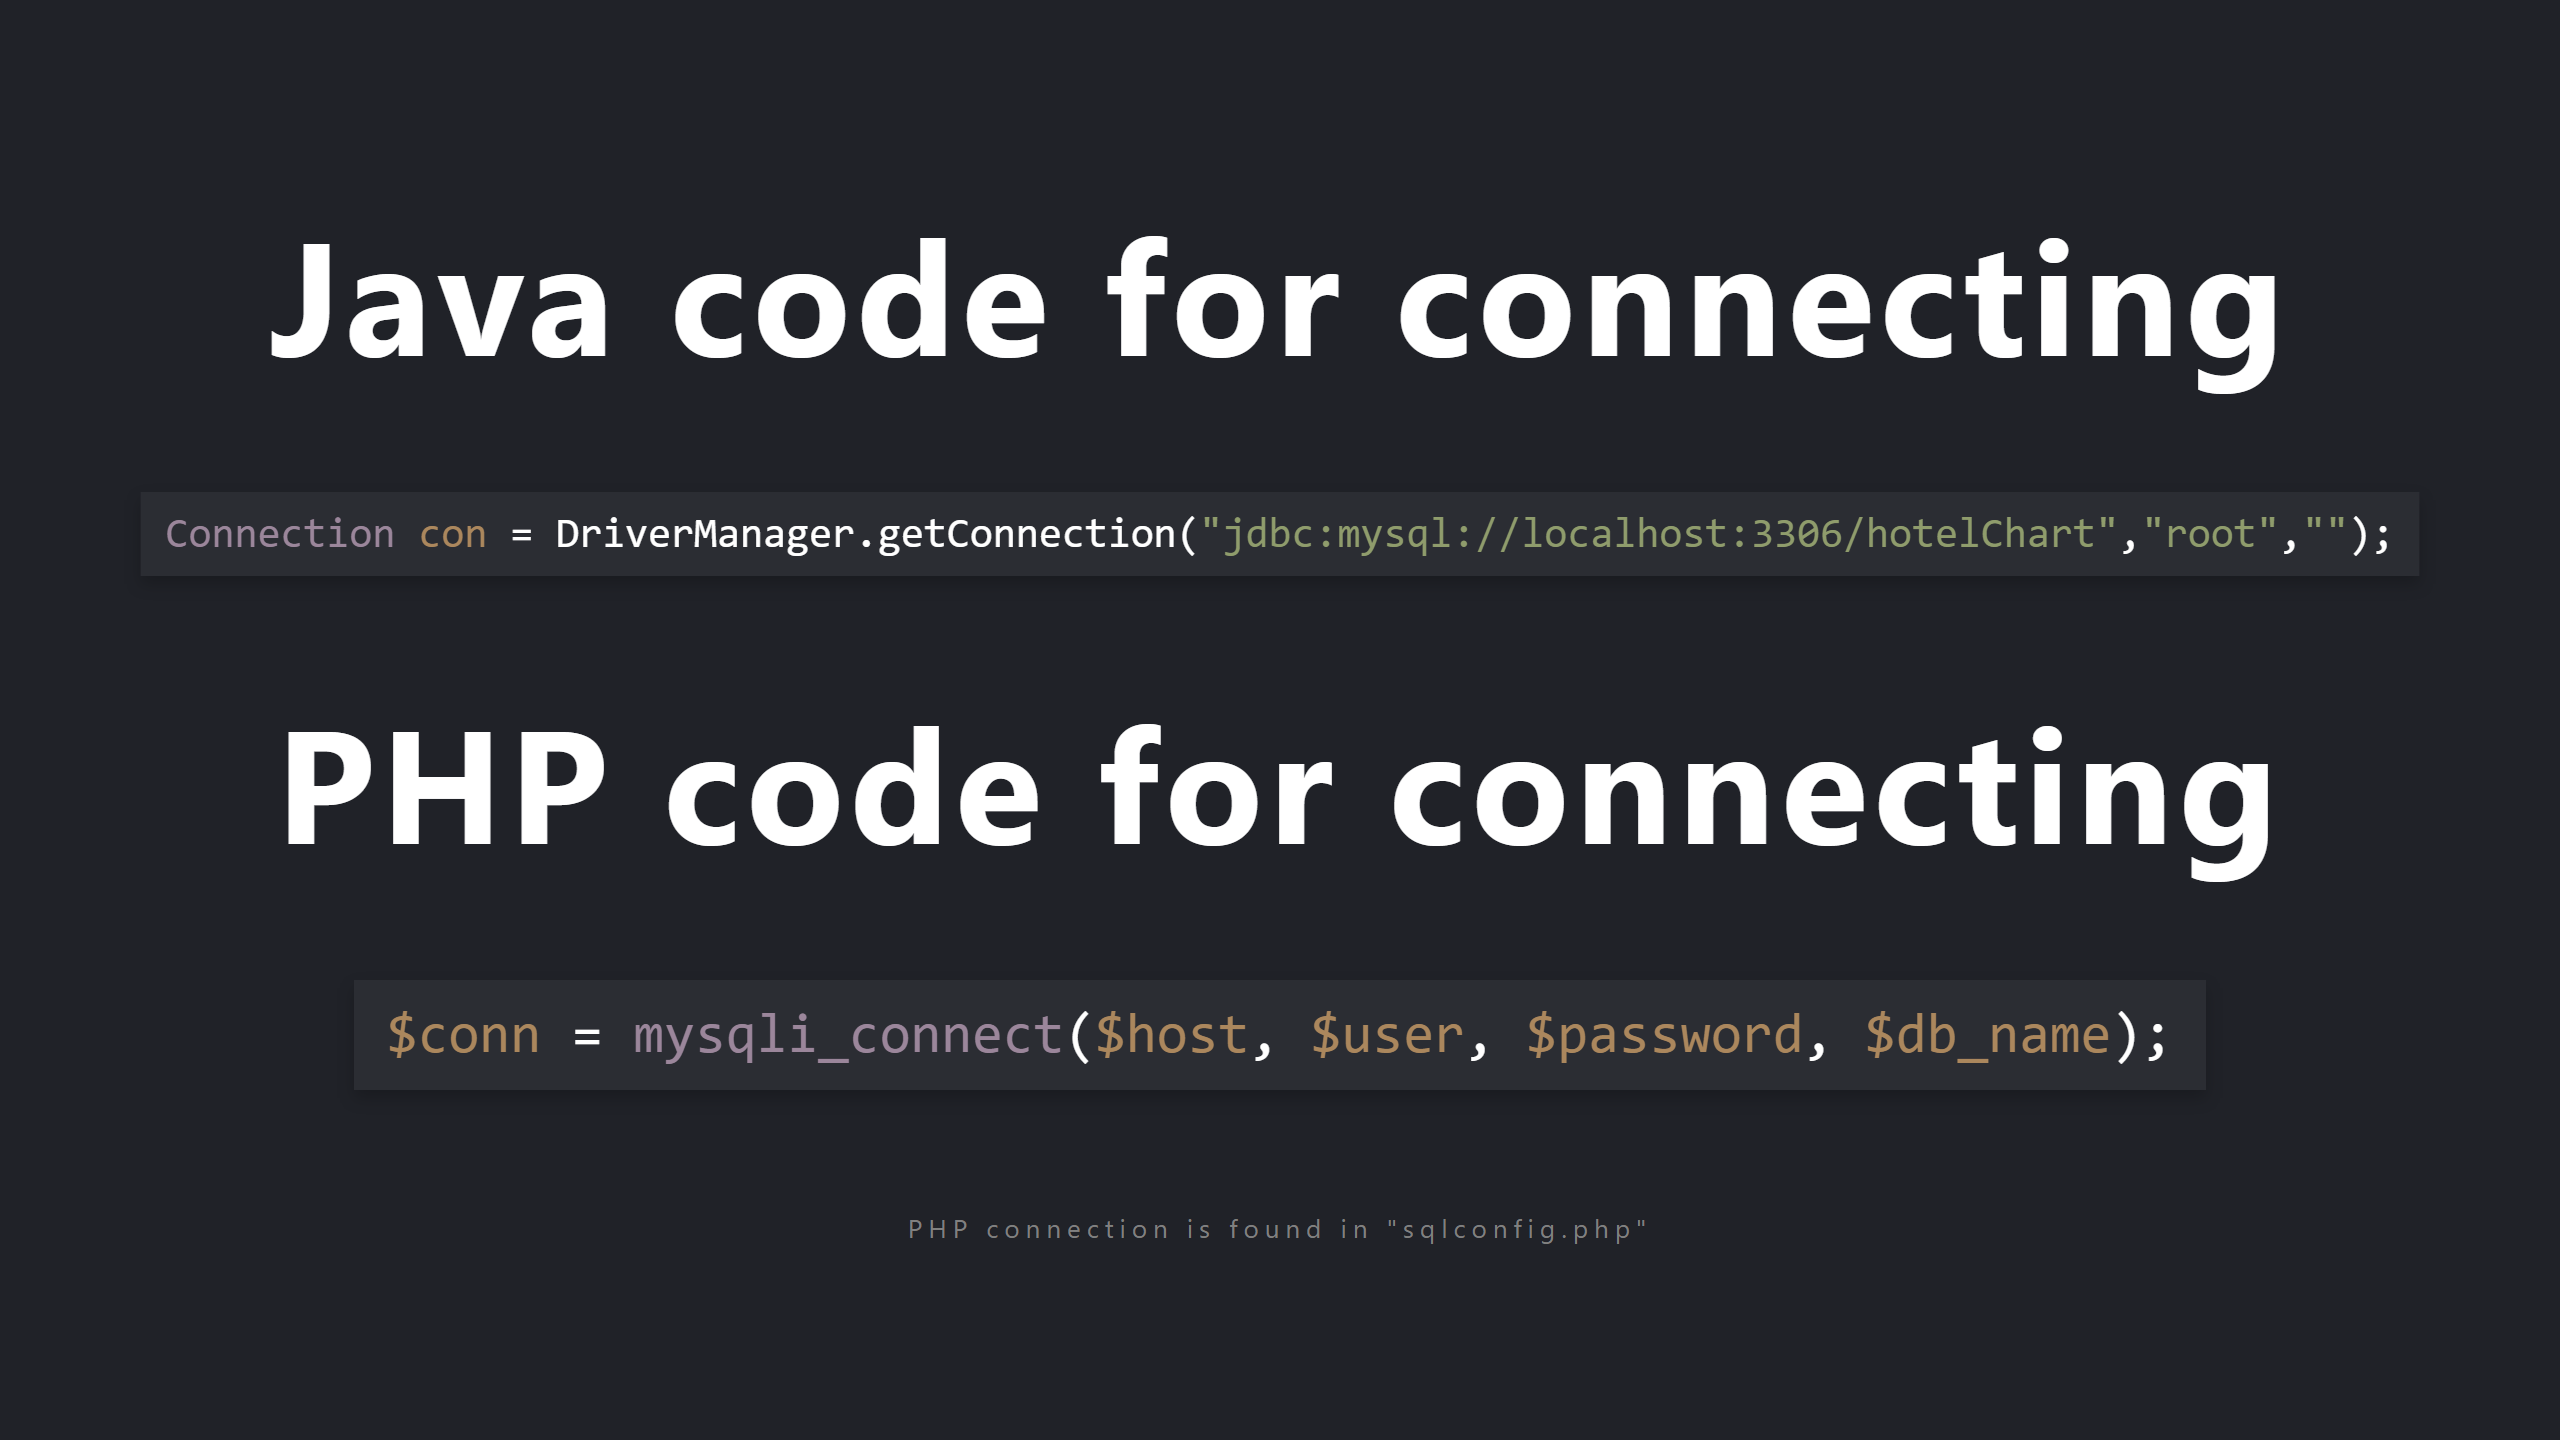 Java code for connecting
Connection con = DriverManager.getConnection("jdbc:mysql://localhost:3306/hotelChart","root","");
PHP code for connecting
$conn = mysqli_connect($host, $user, $password, $db_name);
PHP connection is found in "sqlconfig.php"